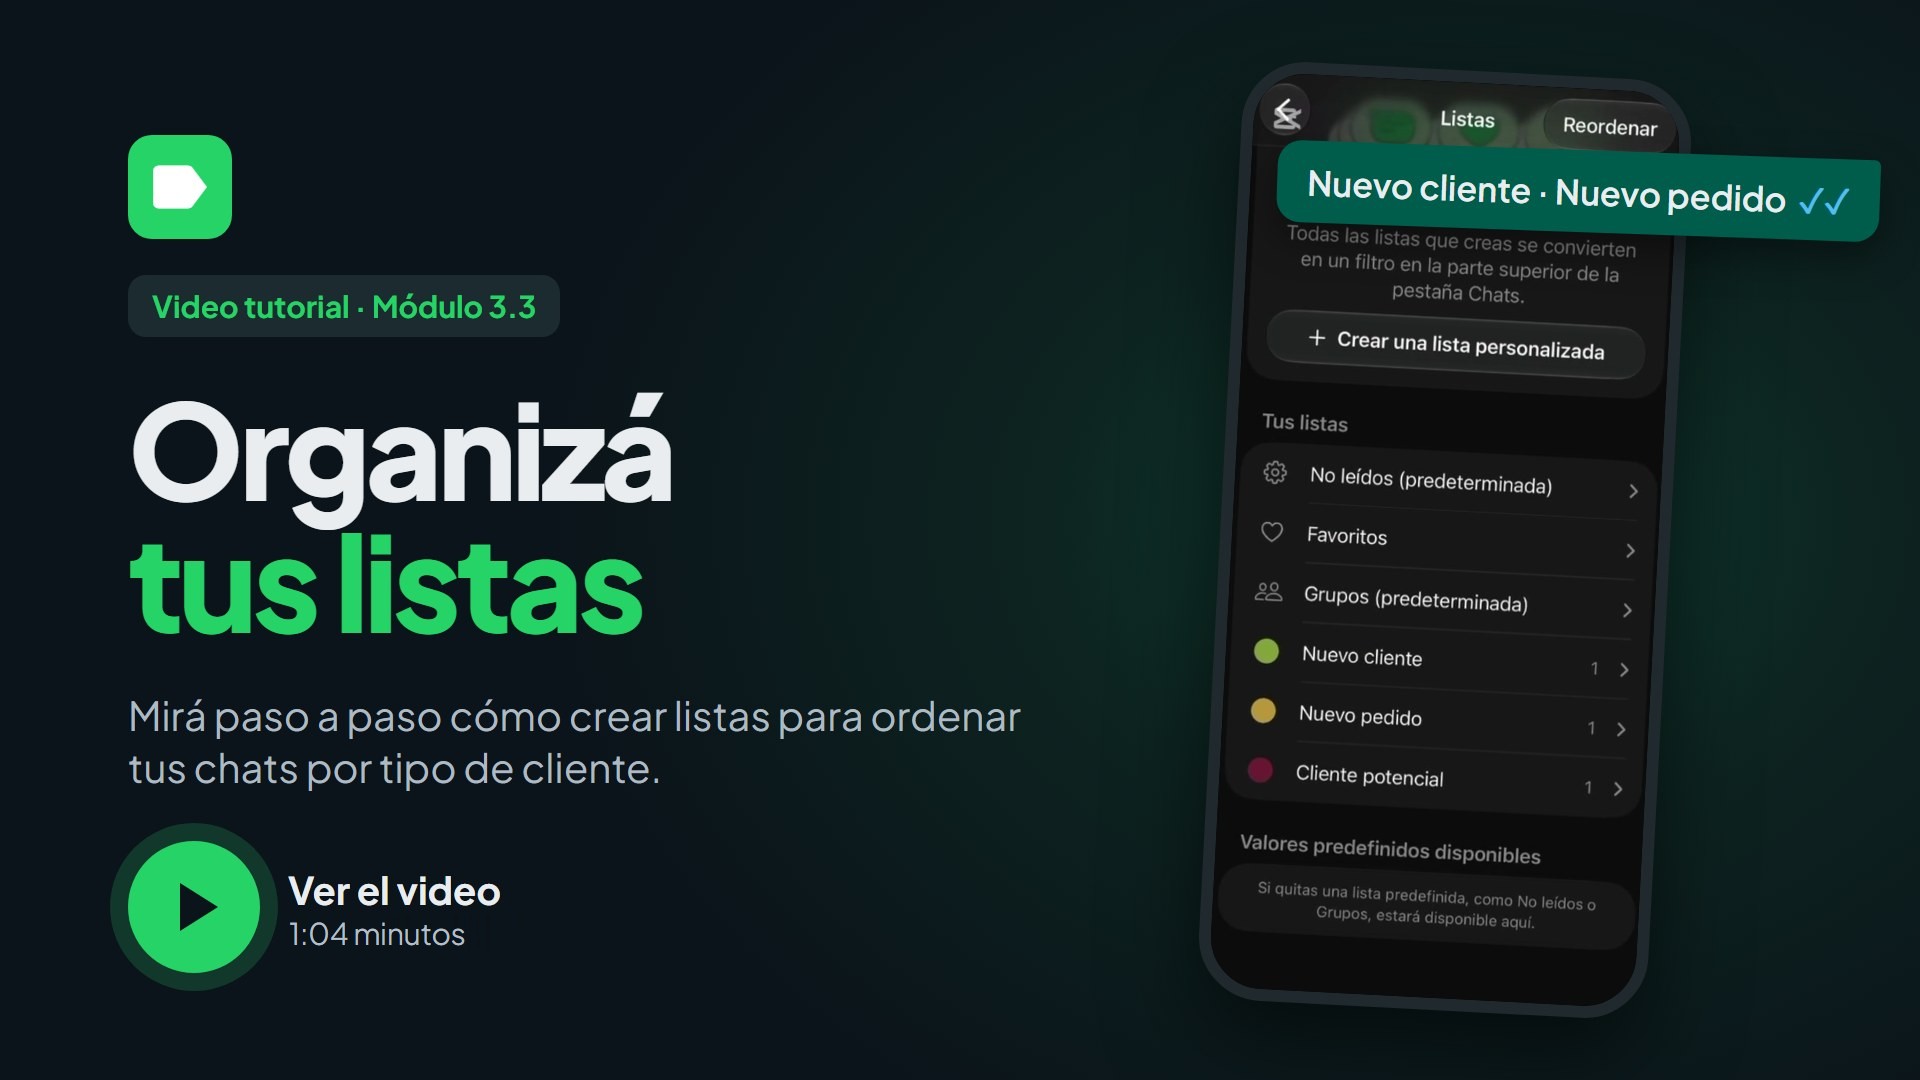 Video tutorial · Módulo 3.3
Organizá
tus listas
Mirá paso a paso cómo crear listas para ordenar
tus chats por tipo de cliente.
Ver el video
1:04 minutos
Listas
Reordenar
Nuevo cliente · Nuevo pedido ✓✓
Todas las listas que creas se convierten
en un filtro en la parte superior de la
pestaña Chats.
+ Crear una lista personalizada
Tus listas
No leídos (predeterminada)
Favoritos
Grupos (predeterminada)
Nuevo cliente 1
Nuevo pedido 1
Cliente potencial 1
Valores predefinidos disponibles
Si quitas una lista predefinida, como No leídos o
Grupos, estará disponible aquí.